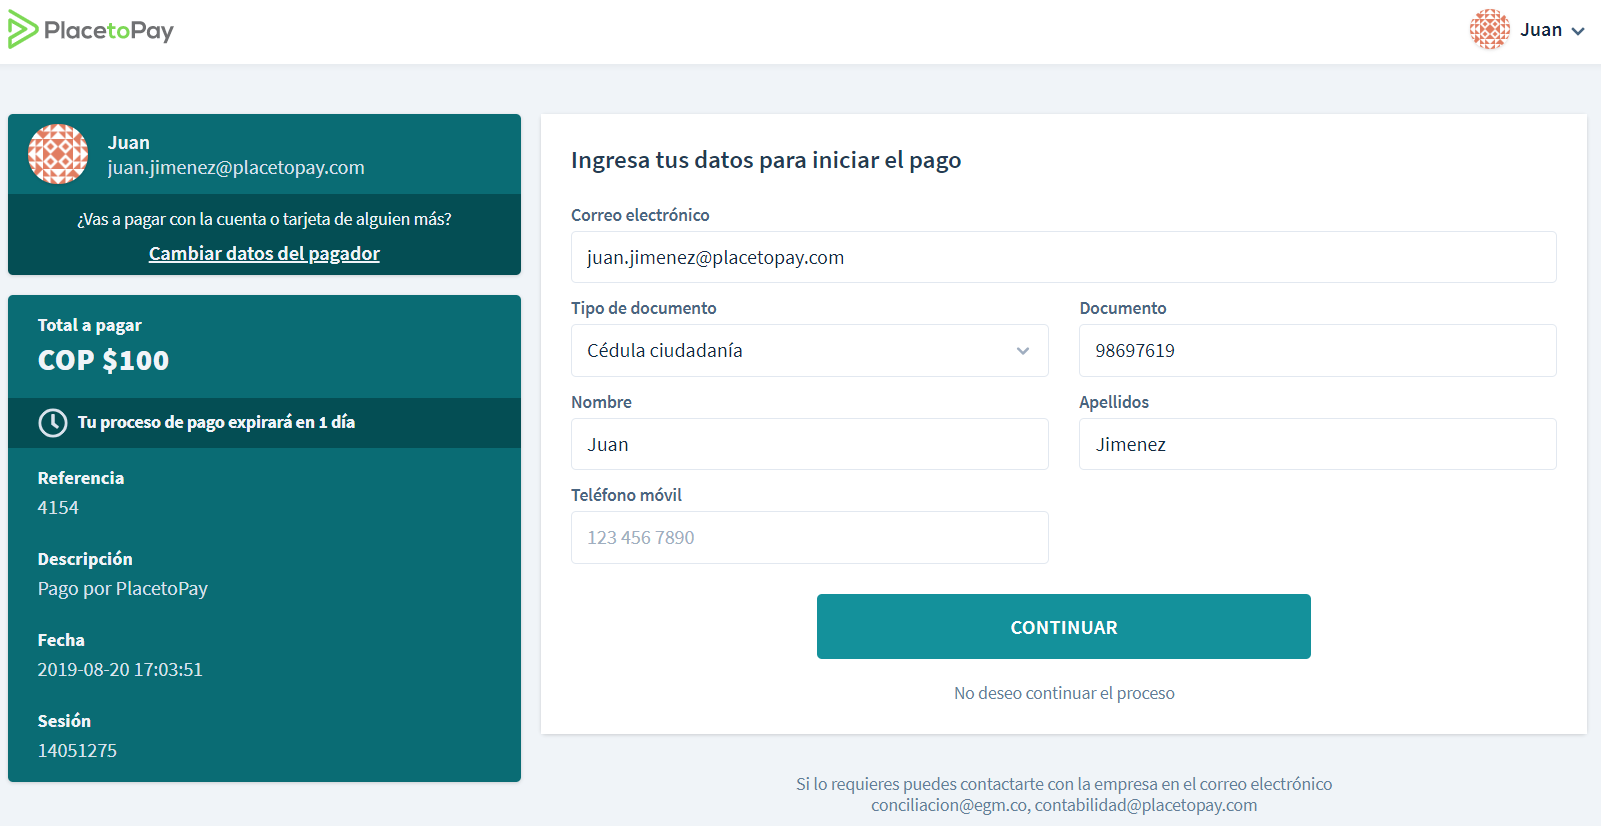 PlacetoPay
Juan
Juan
juan.jimenez@placetopay.com
¿Vas a pagar con la cuenta o tarjeta de alguien más?
Cambiar datos del pagador
Total a pagar
COP $100
Tu proceso de pago expirará en 1 día
Referencia
4154
Descripción
Pago por PlacetoPay
Fecha
2019-08-20 17:03:51
Sesión
14051275
Ingresa tus datos para iniciar el pago
Correo electrónico
juan.jimenez@placetopay.com
Tipo de documento
Cédula ciudadanía
Documento
98697619
Nombre
Juan
Apellidos
Jimenez
Teléfono móvil
123 456 7890
CONTINUAR
No deseo continuar el proceso
Si lo requieres puedes contactarte con la empresa en el correo electrónico
conciliacion@egm.co, contabilidad@placetopay.com